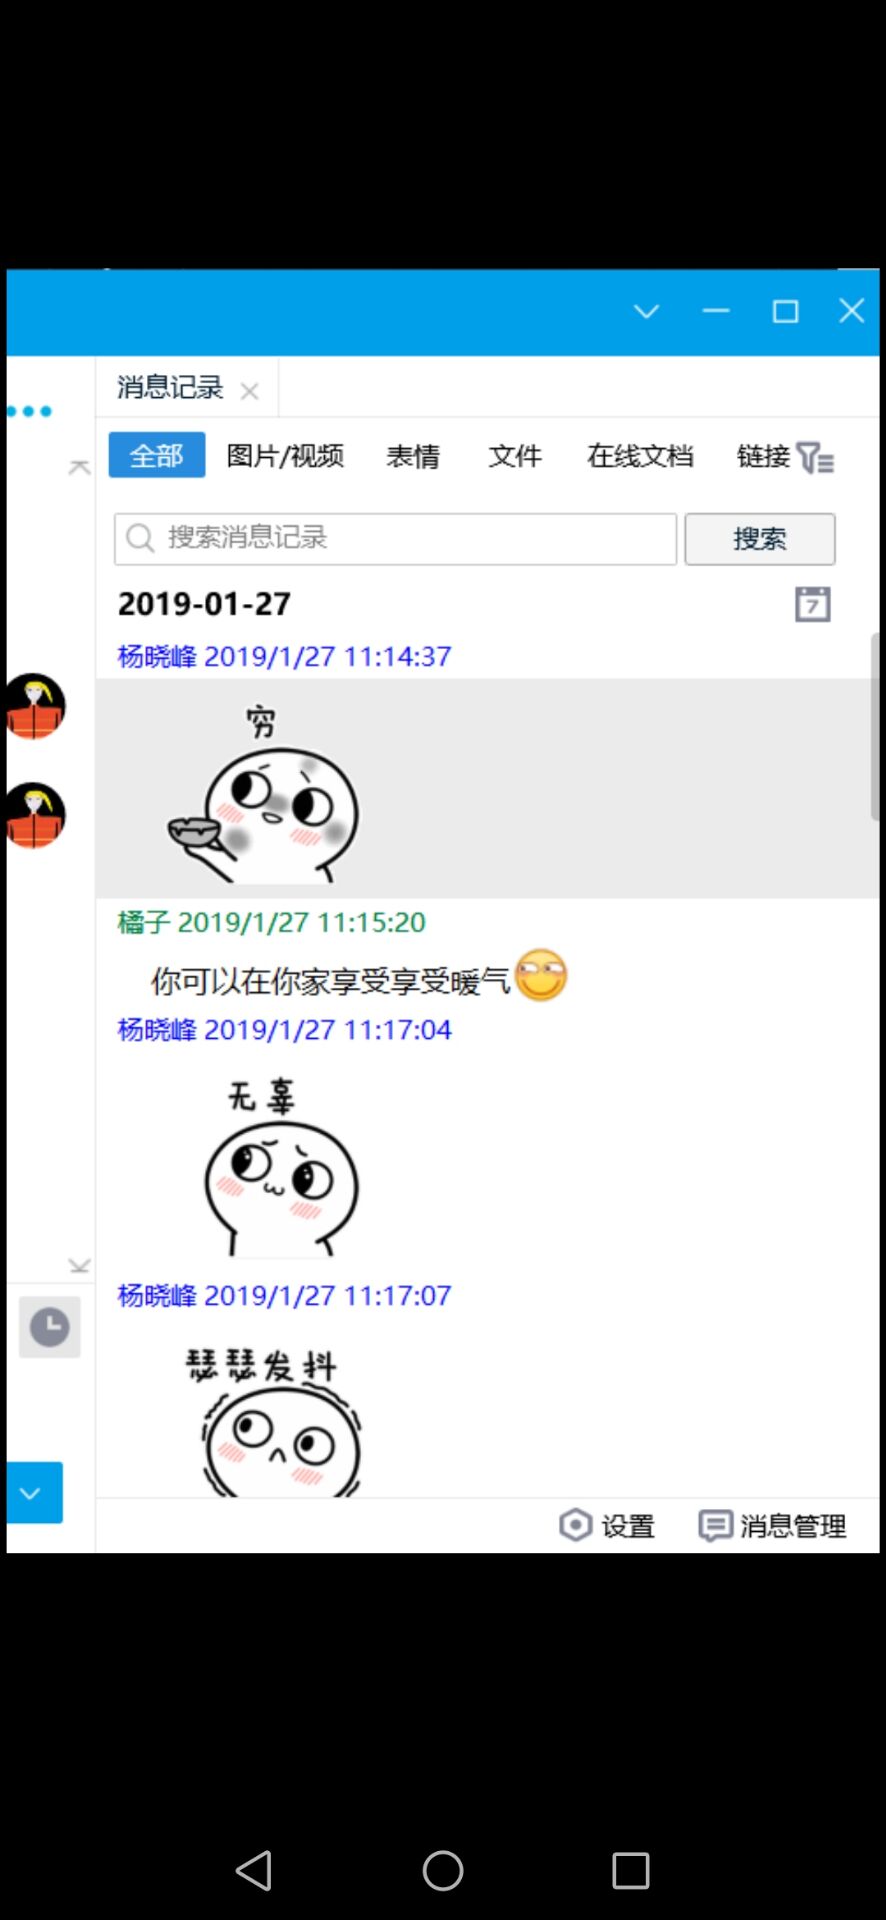 消息记录
全部 图片/视频 表情 文件 在线文档 链接
搜索消息记录 搜索
2019-01-27 7
杨晓峰 2019/1/27 11:14:37
穷
橘子 2019/1/27 11:15:20
你可以在你家享受享受暖气
杨晓峰 2019/1/27 11:17:04
无辜
杨晓峰 2019/1/27 11:17:07
瑟瑟发抖
设置 消息管理